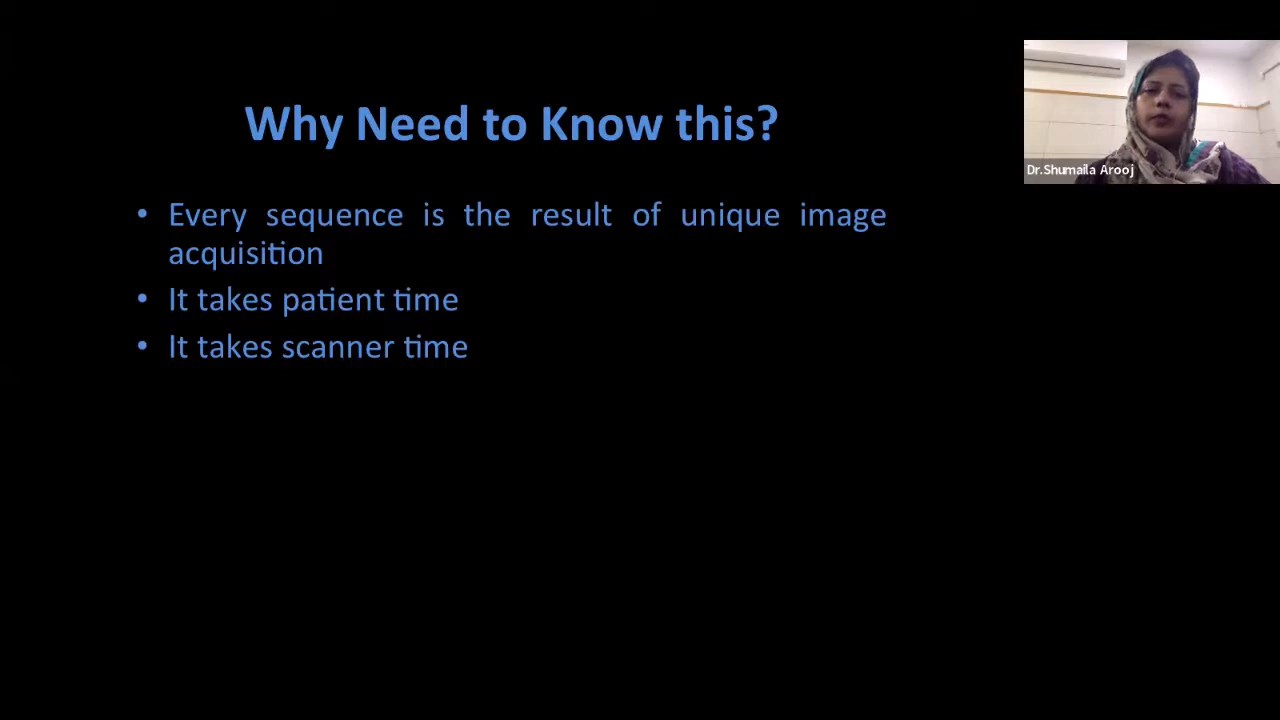 Why Need to Know this?
Dr.Shumaila Arooj
• Every sequence is the result of unique image
acquisition
• It takes patient time
• It takes scanner time